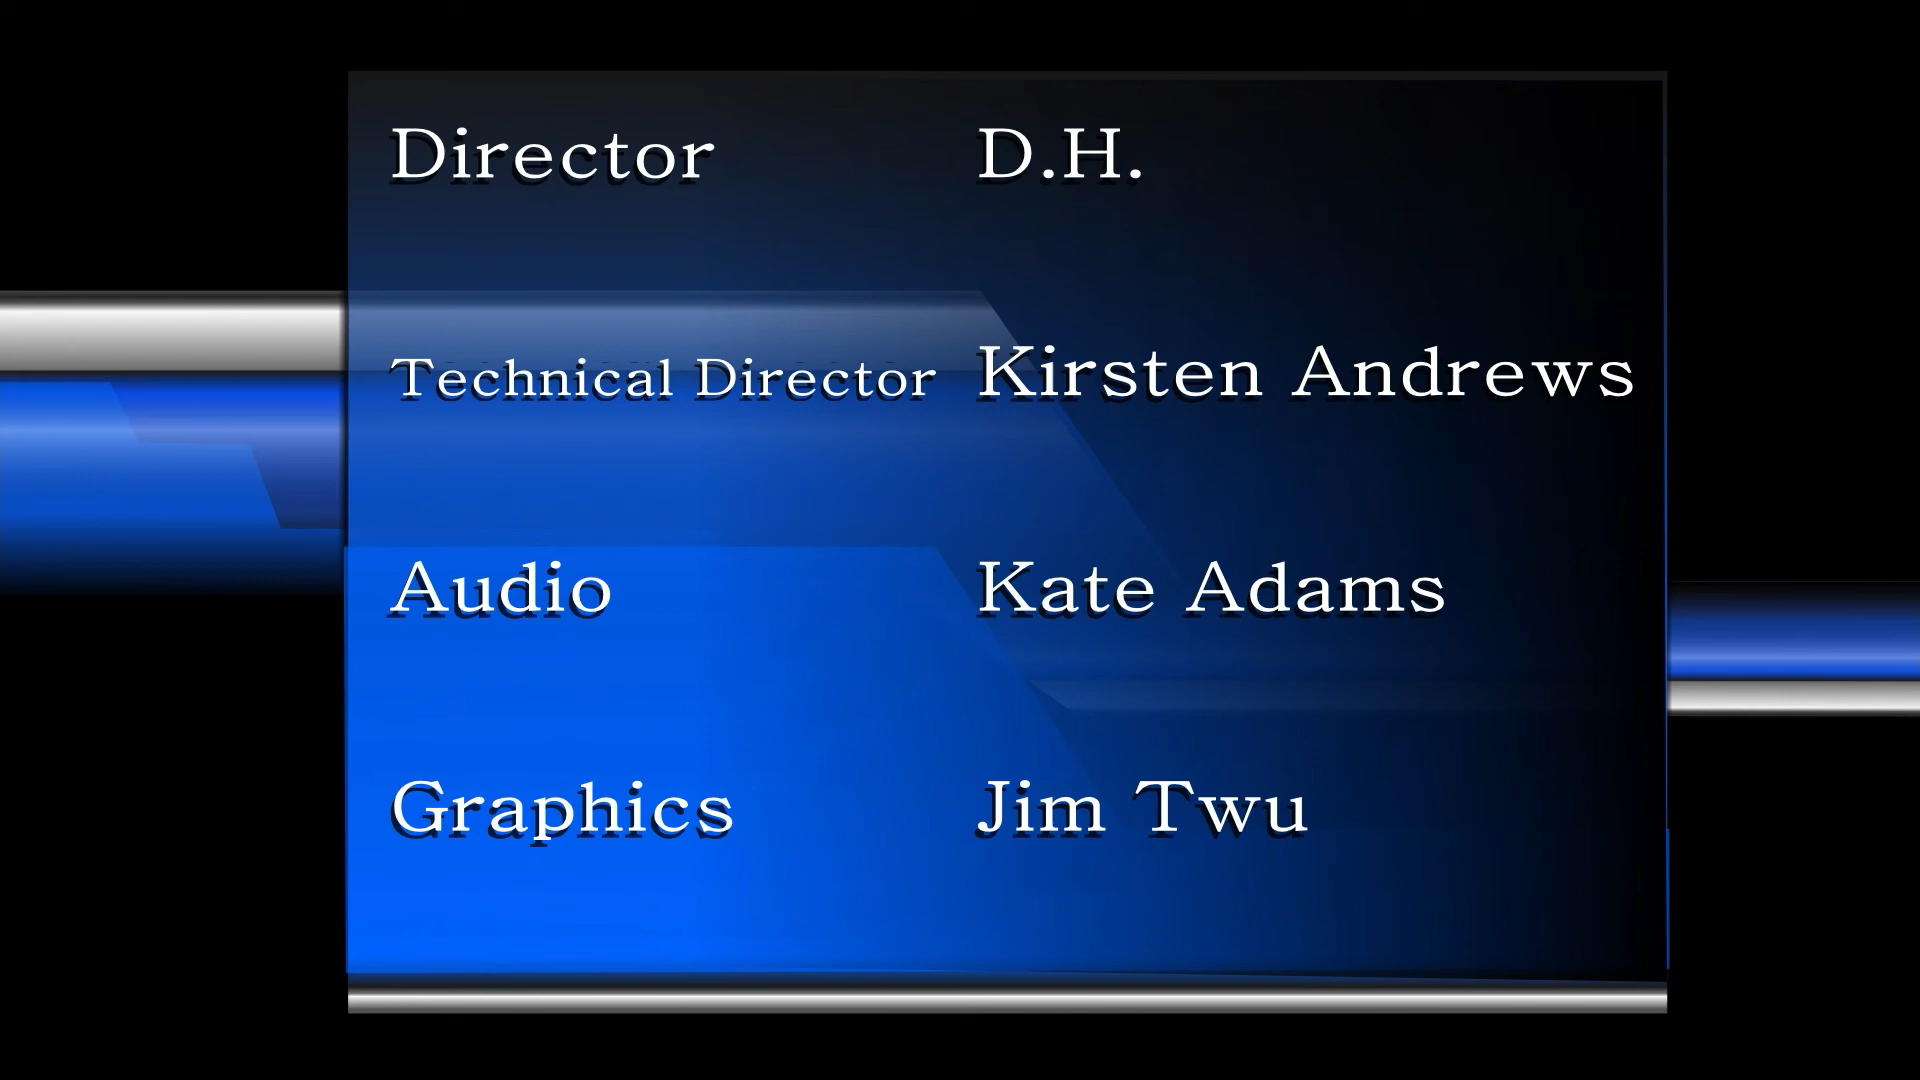 Director D.H.
Technical Director Kirsten Andrews
Audio Kate Adams
Graphics Jim Twu